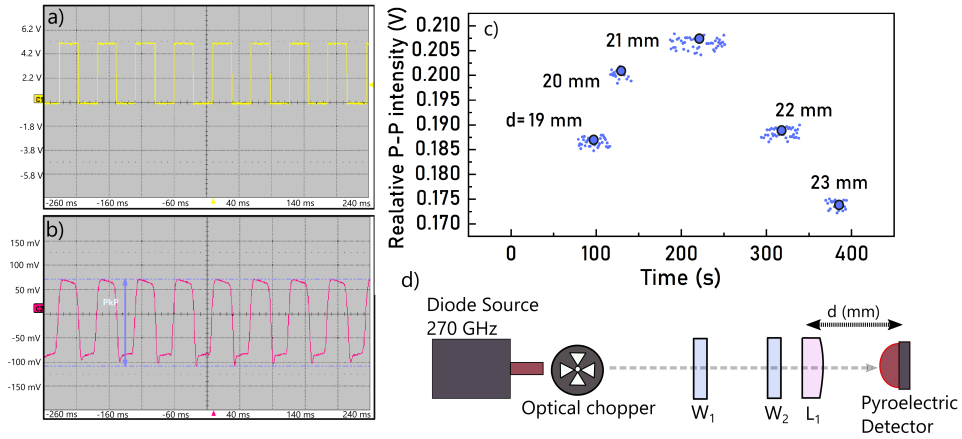 a)
6.2 V
4.2 V
2.2 V
C1
-1.8 V
-3.8 V
-5.8 V
-260 ms -160 ms -60 ms 40 ms 140 ms 240 ms
b)
150 mV
100 mV
50 mV
PkP
-50 mV
-100 mV
-150 mV
-260 ms -160 ms -60 ms 40 ms 140 ms 240 ms
c)
Realative P-P intensity (V)
0.210
0.205
0.200
0.195
0.190
0.185
0.180
0.175
0.170
21 mm
20 mm
d= 19 mm
22 mm
23 mm
0 100 200 300 400
Time (s)
d)
Diode Source
270 GHz
d (mm)
Optical chopper
W1
W2
L1
Pyroelectric
Detector